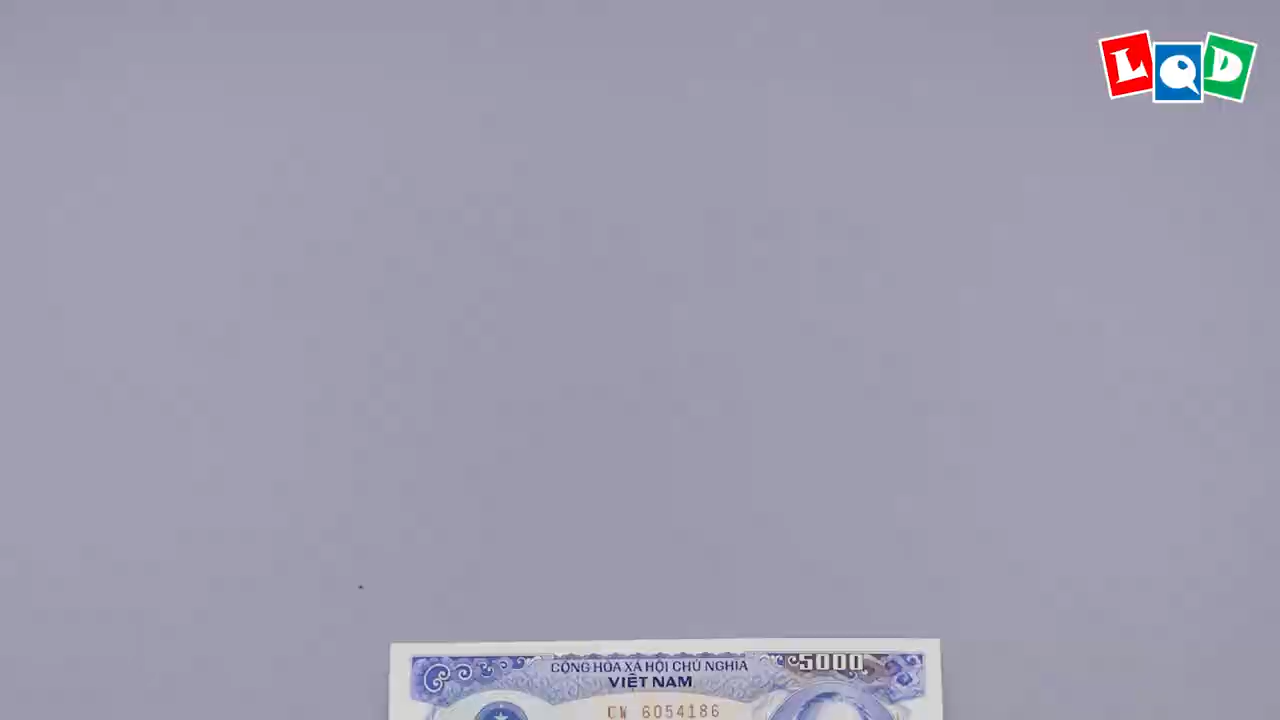 LQD
CỘNG HÒA XÃ HỘI CHỦ NGHĨA
5000
VIỆT NAM
CW 6054186